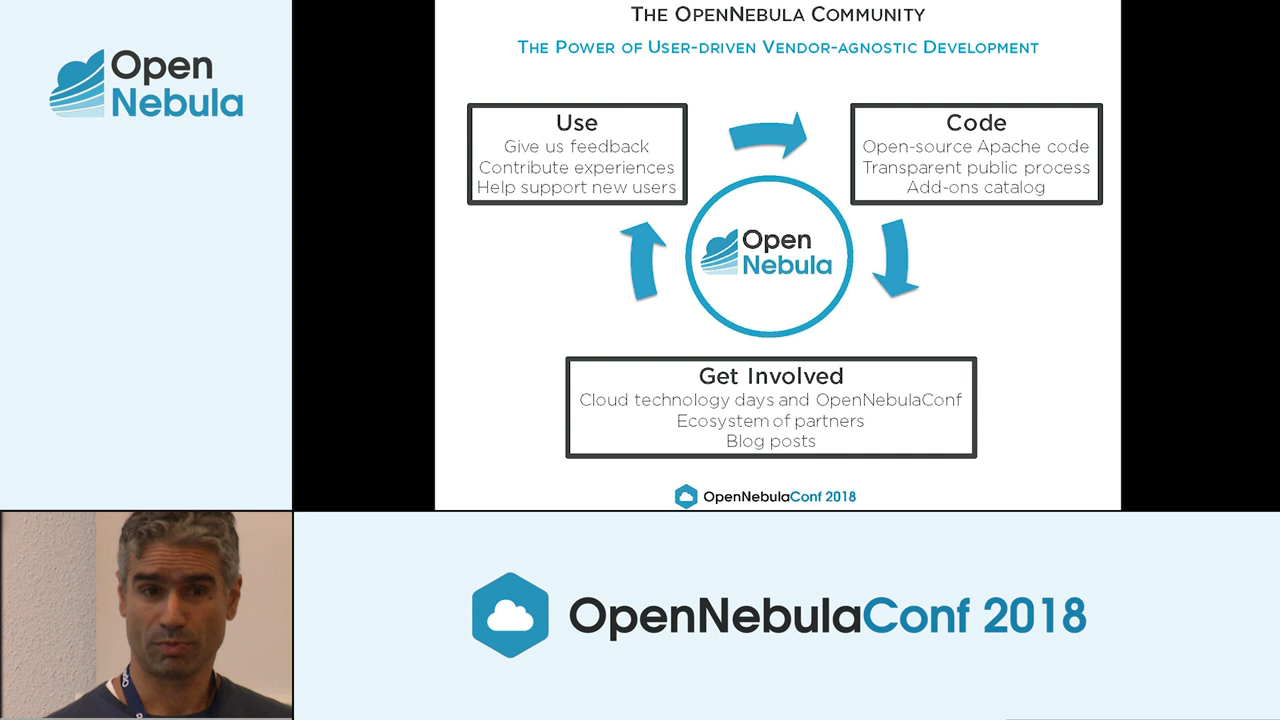 Open
Nebula
The OpenNebula Community
The Power of User-driven Vendor-agnostic Development
Use
Give us feedback
Contribute experiences
Help support new users
Code
Open-source Apache code
Transparent public process
Add-ons catalog
Open
Nebula
Get Involved
Cloud technology days and OpenNebulaConf
Ecosystem of partners
Blog posts
OpenNebulaConf 2018
OpenNebulaConf 2018